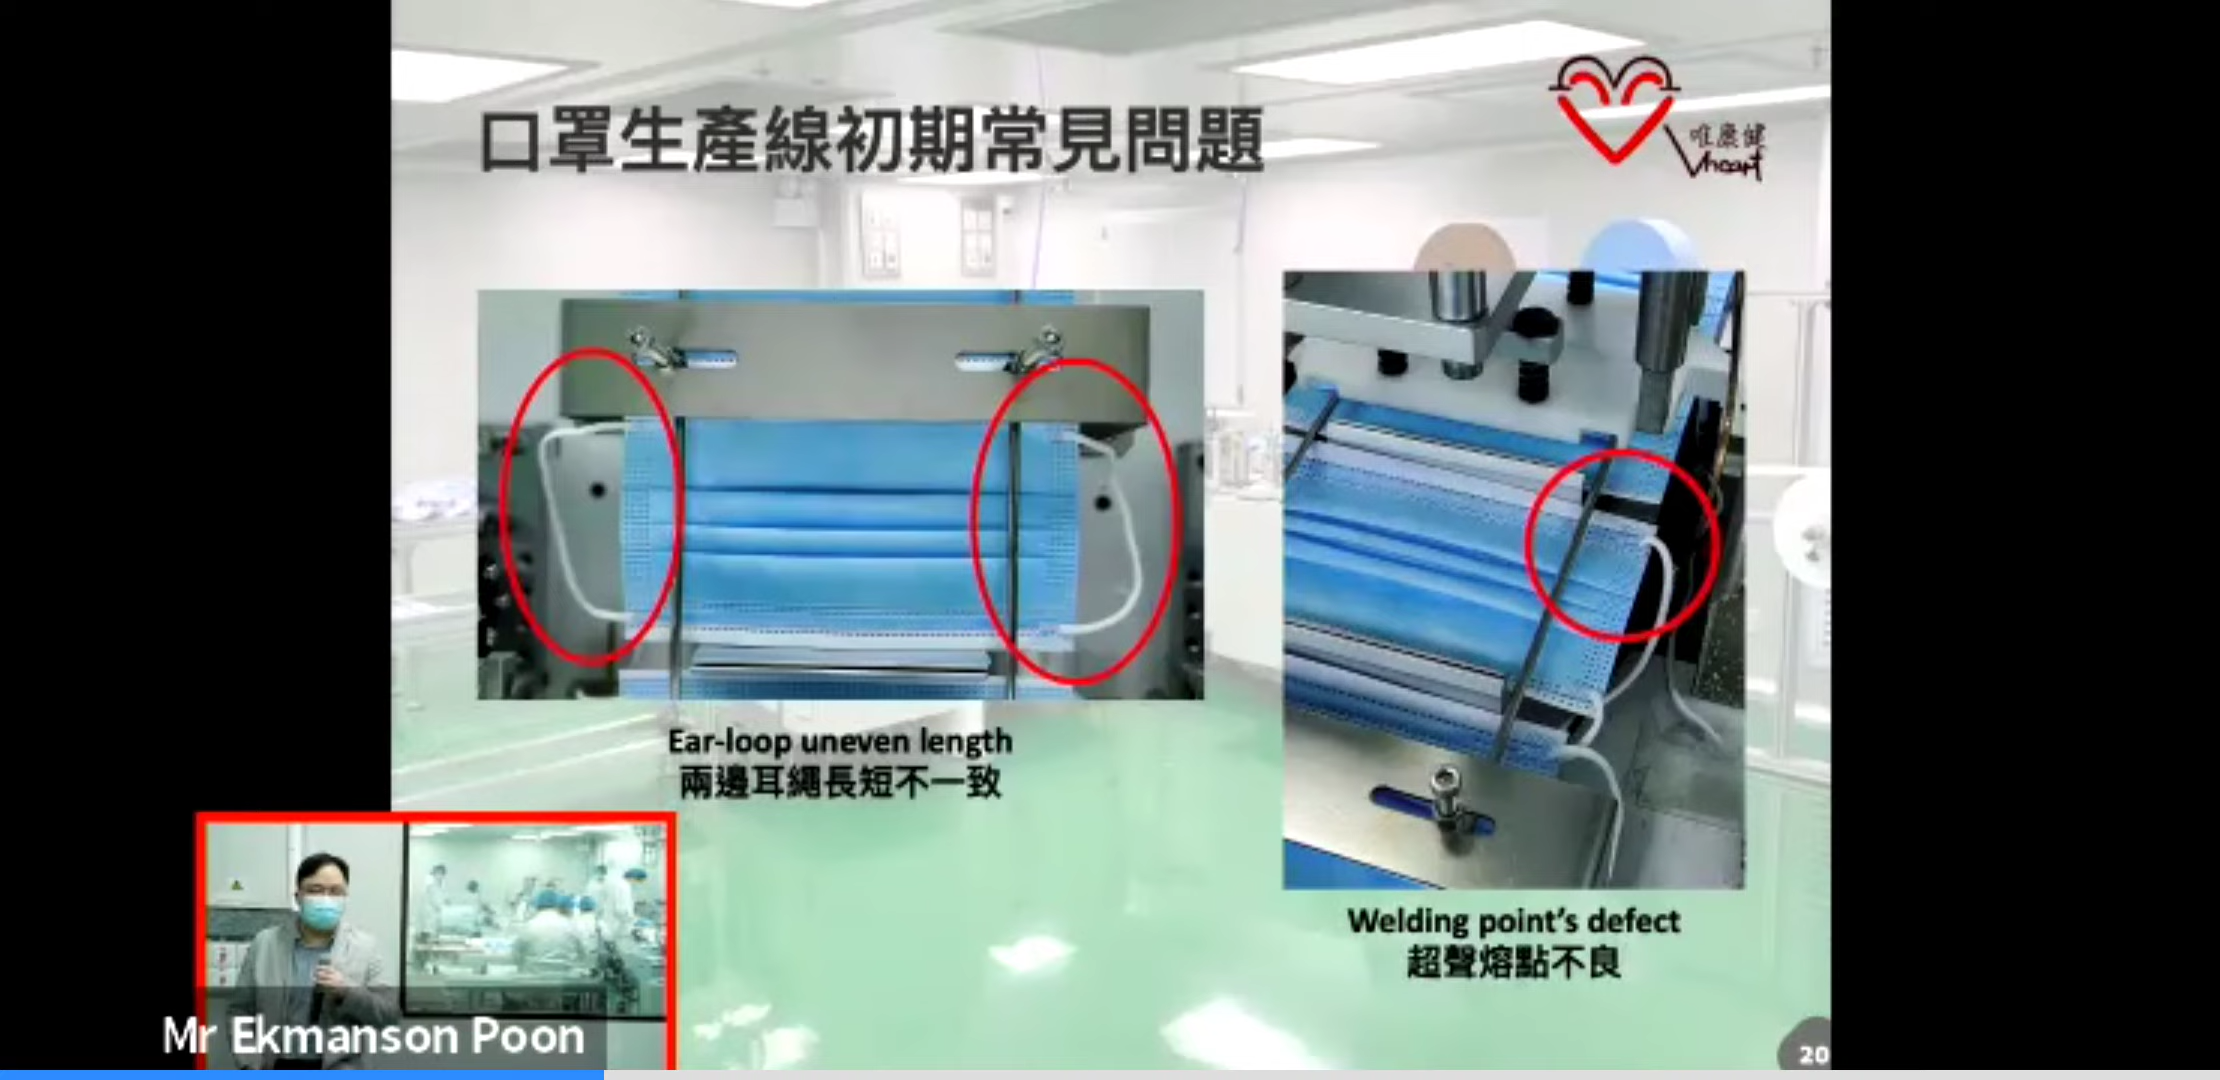 口罩生產線初期常見問題
唯康健
Vheart
Ear-loop uneven length
兩邊耳繩長短不一致
Welding point's defect
超聲熔點不良
Mr Ekmanson Poon
20